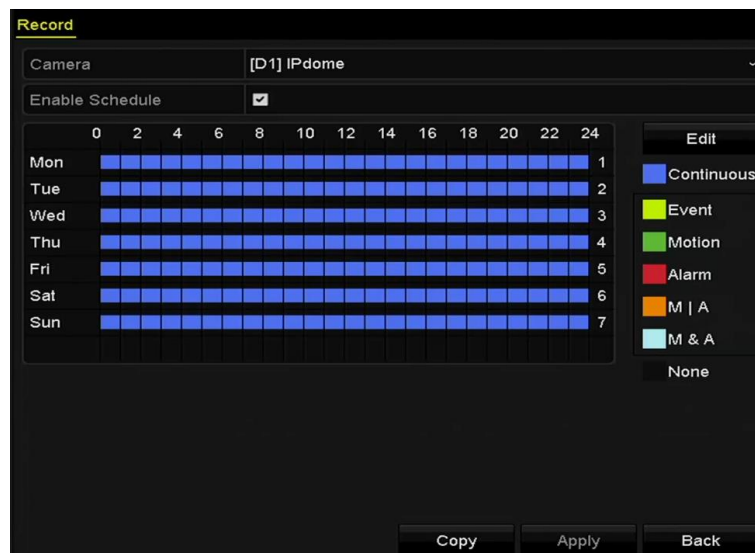 Record
Camera [D1] IPdome
Enable Schedule
0 2 4 6 8 10 12 14 16 18 20 22 24
Edit
Mon 1
Continuous
Tue 2
Wed 3
Event
Thu 4
Motion
Fri 5
Alarm
Sat 6
M | A
Sun 7
M & A
None
Copy Apply Back